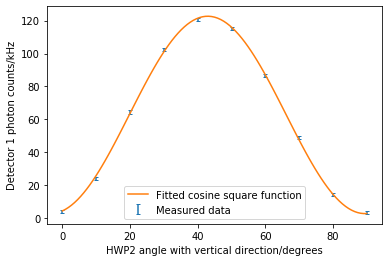 Detector 1 photon counts/kHz
120
100
80
60
40
20
0
Fitted cosine square function
Measured data
0 20 40 60 80
HWP2 angle with vertical direction/degrees